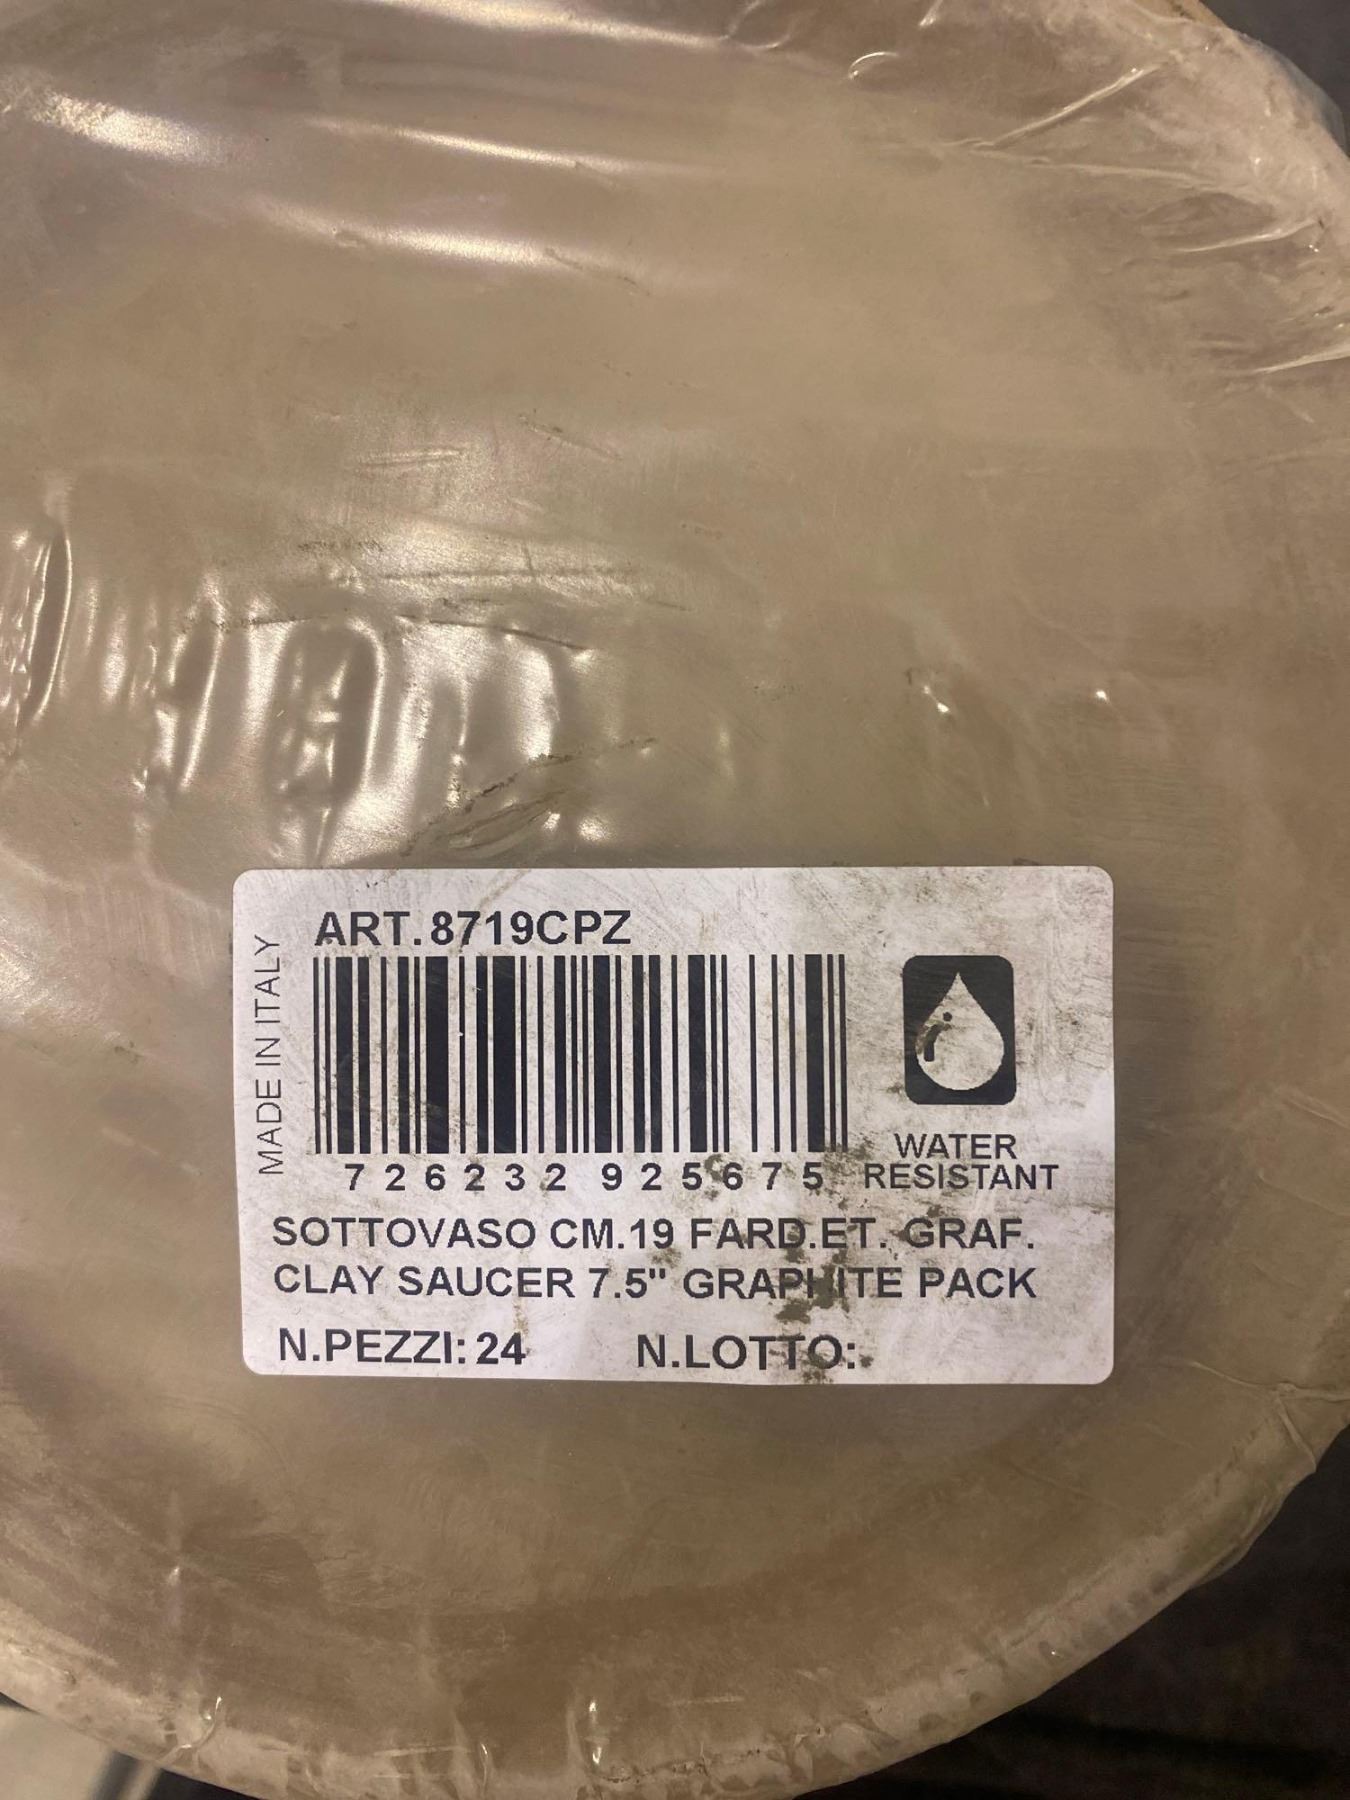 ART.8719CPZ
MADE IN ITALY
7 26232 92567 5
WATER
RESISTANT
SOTTOVASO CM.19 FARD.ET. GRAF.
CLAY SAUCER 7.5" GRAPHITE PACK
N.PEZZI: 24 N.LOTTO: